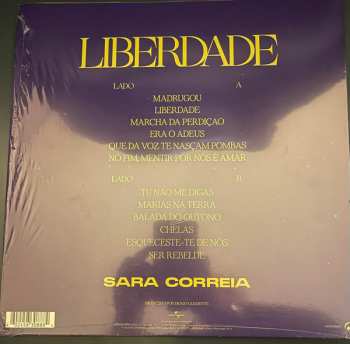 LIBERDADE
LADO A
MADRUGOU
LIBERDADE
MARCHA DA PERDIÇÃO
ERA O ADEUS
QUE DA VOZ TE NASÇAM POMBAS
NO FIM, MENTIR POR NÓS É AMAR
LADO B
TU NÃO ME DIGAS
MARIAS NA TERRA
BALADA DO OUTONO
CHELAS
ESQUECESTE-TE DE NÓS
SER REBELDE
SARA CORREIA